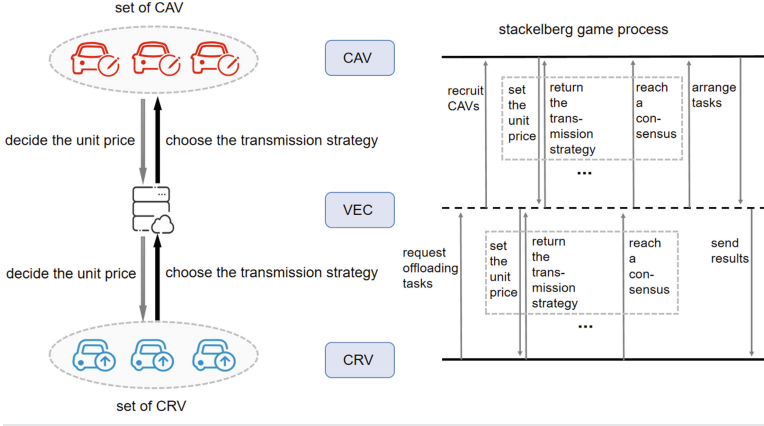 set of CAV
decide the unit price
choose the transmission strategy
decide the unit price
choose the transmission strategy
set of CRV
CAV
VEC
CRV
stackelberg game process
recruit
CAVs
set
the
unit
price
return
the
trans-
mission
strategy
reach
a
con-
sensus
arrange
tasks
...
request
offloading
tasks
set
the
unit
price
return
the
trans-
mission
strategy
reach
a
con-
sensus
send
results
...